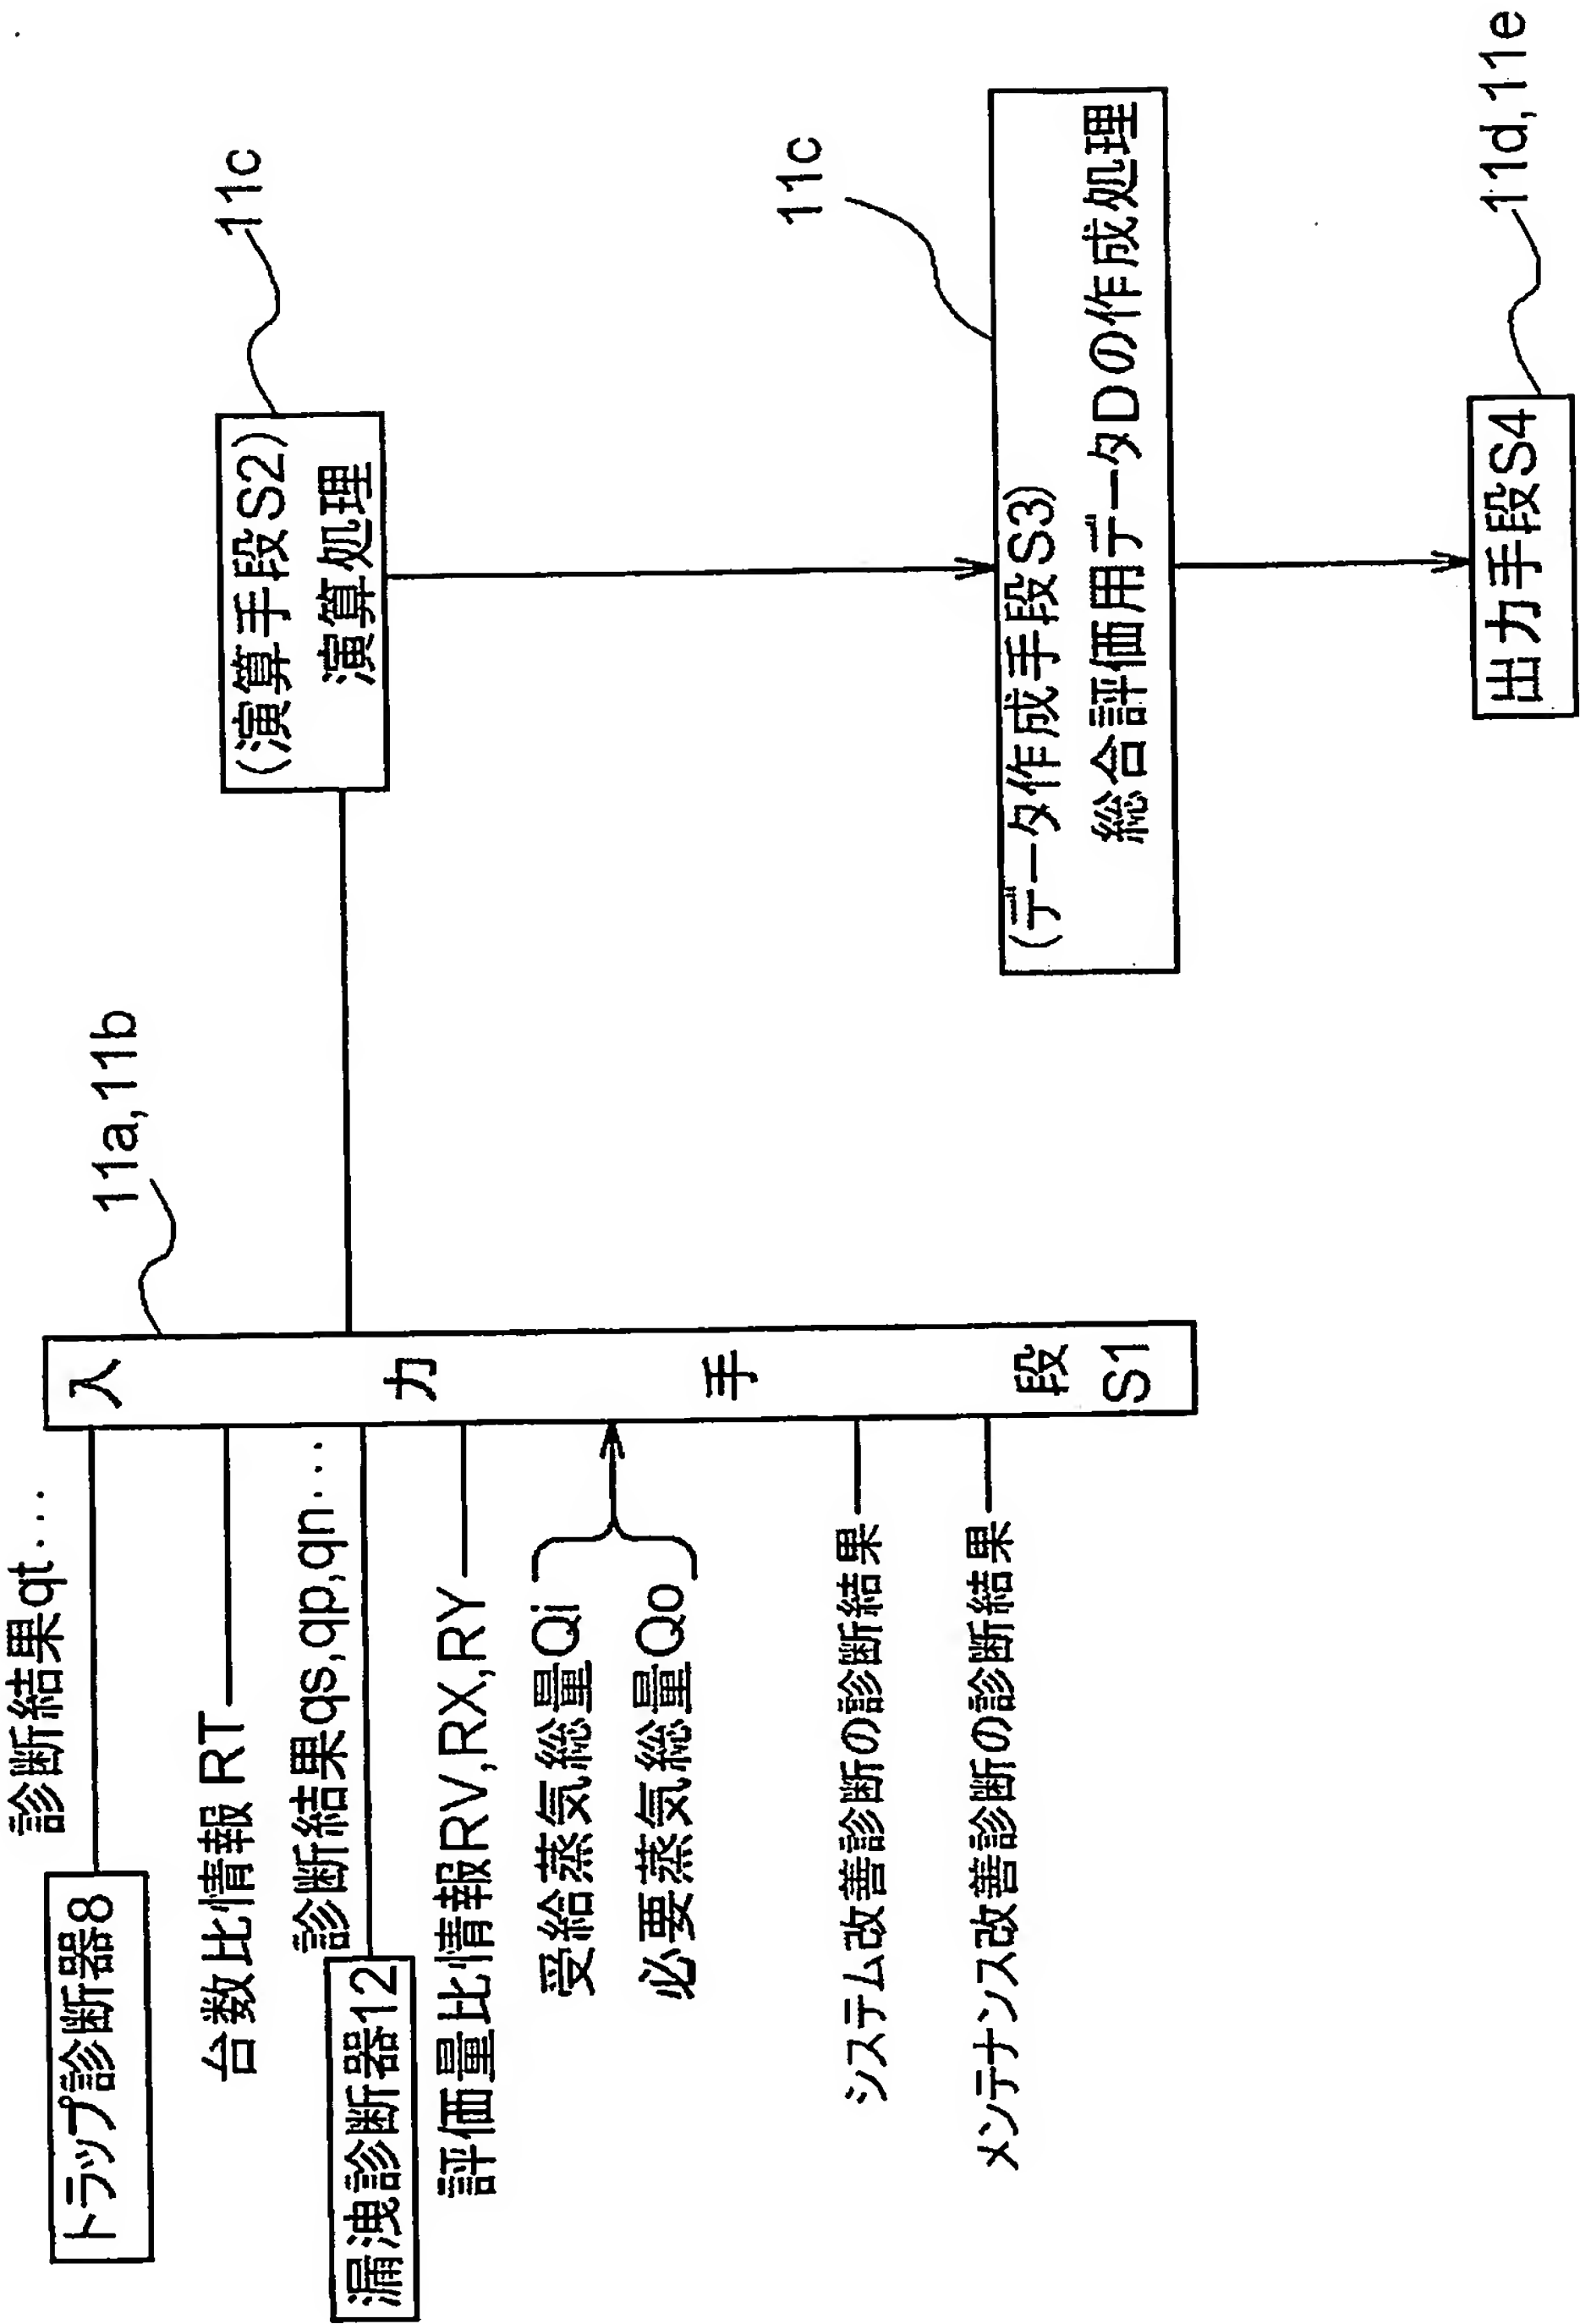 トラップ診断器8
診断結果qt…
台数比情報RT
漏洩診断器12
診断結果qs,qp,qn…
評価量比情報RV,RX,RY
受給蒸気総量Qi
必要蒸気総量Qo
システム改善診断の診断結果
メンテナンス改善診断の診断結果
入力手段S1
11a,11b
(演算手段S2)
演算処理
11c
(データ作成手段S3)
総合評価用データDの作成処理
11c
出力手段S4
11d,11e